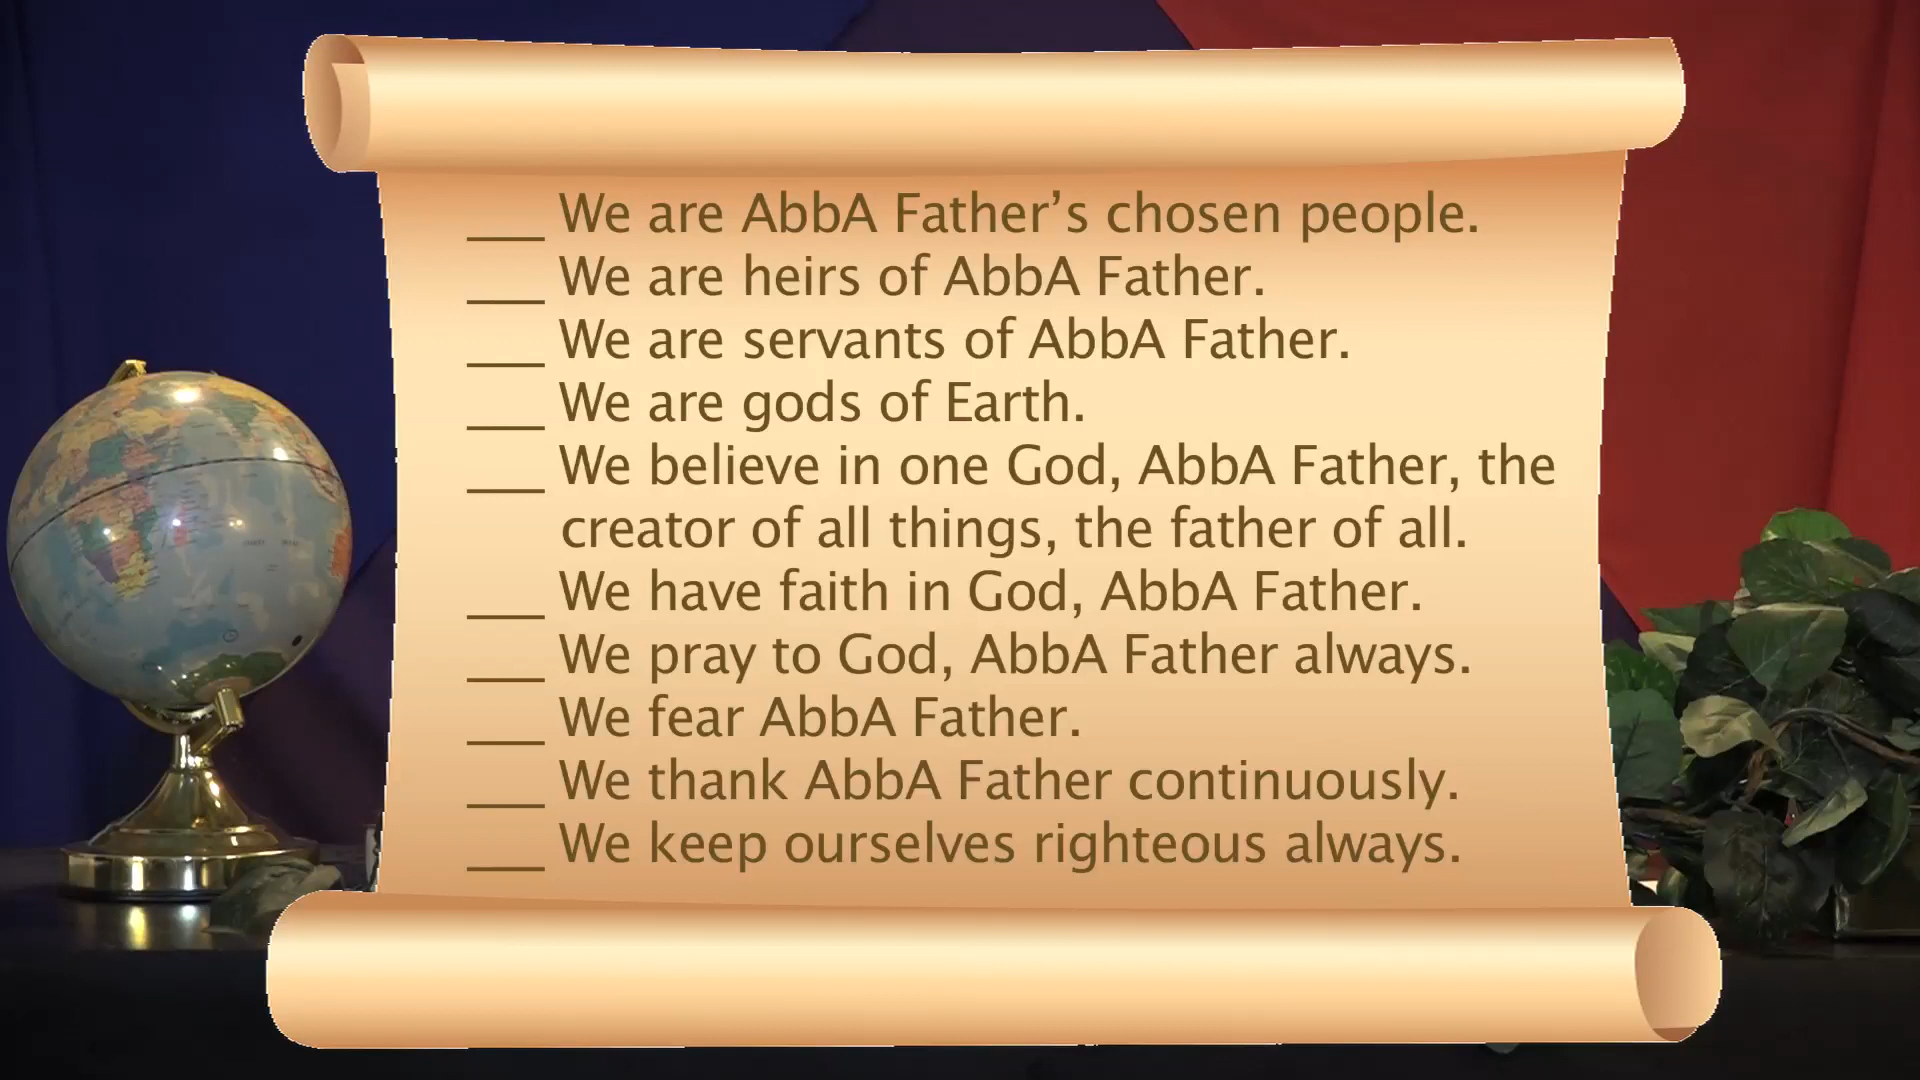 ___ We are AbbA Father’s chosen people.
___ We are heirs of AbbA Father.
___ We are servants of AbbA Father.
___ We are gods of Earth.
___ We believe in one God, AbbA Father, the
creator of all things, the father of all.
___ We have faith in God, AbbA Father.
___ We pray to God, AbbA Father always.
___ We fear AbbA Father.
___ We thank AbbA Father continuously.
___ We keep ourselves righteous always.